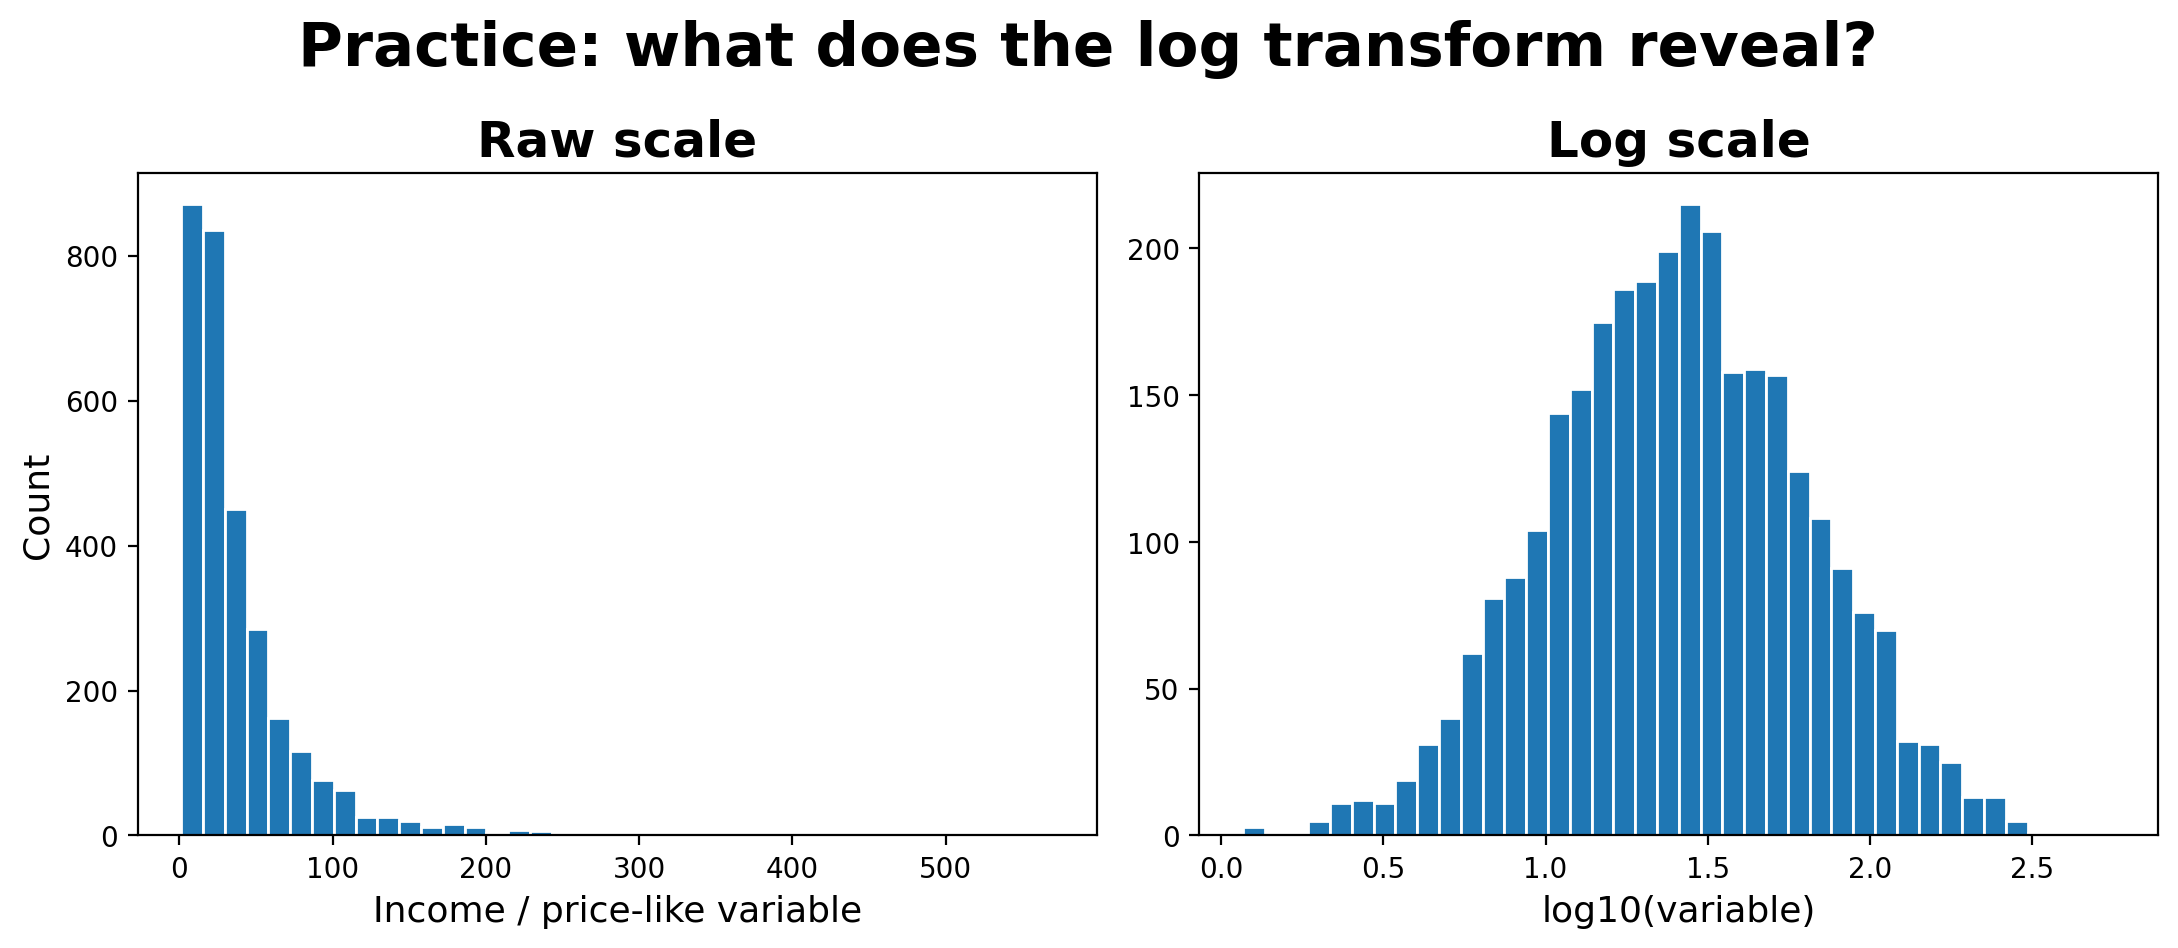 Practice: what does the log transform reveal?
Raw scale
Count
800
600
400
200
0
0 100 200 300 400 500
Income / price-like variable
Log scale
200
150
100
50
0
0.0 0.5 1.0 1.5 2.0 2.5
log10(variable)